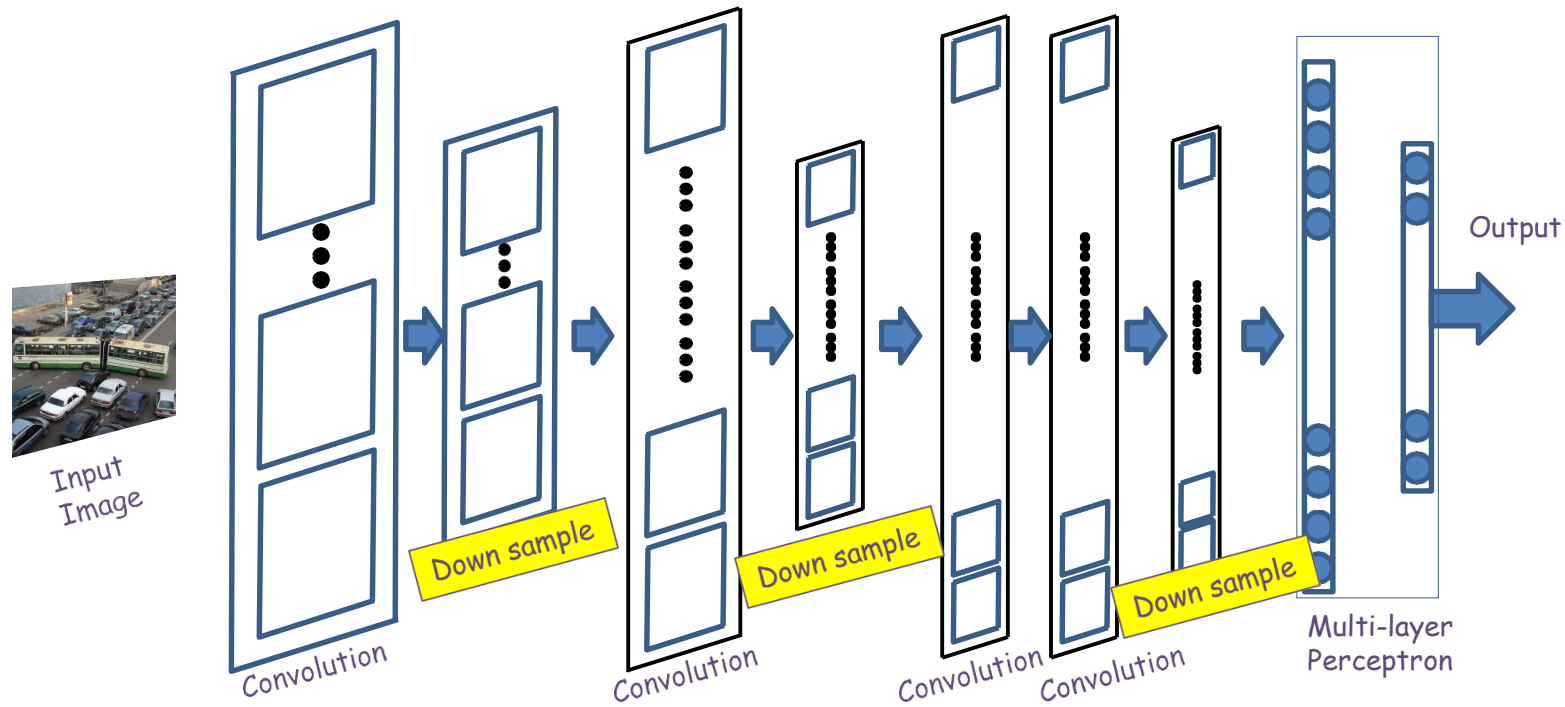 Input
Image
Convolution
Down sample
Convolution
Down sample
Convolution
Convolution
Down sample
Multi-layer
Perceptron
Output